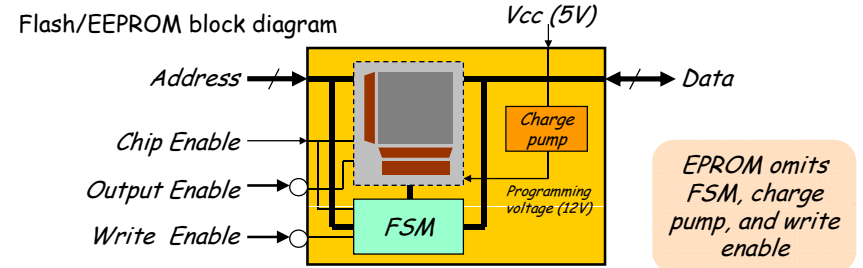 Flash/EEPROM block diagram
Vcc (5V)
Address
Data
Charge
pump
Chip Enable
Output Enable
Programming
voltage (12V)
Write Enable
FSM
EPROM omits
FSM, charge
pump, and write
enable